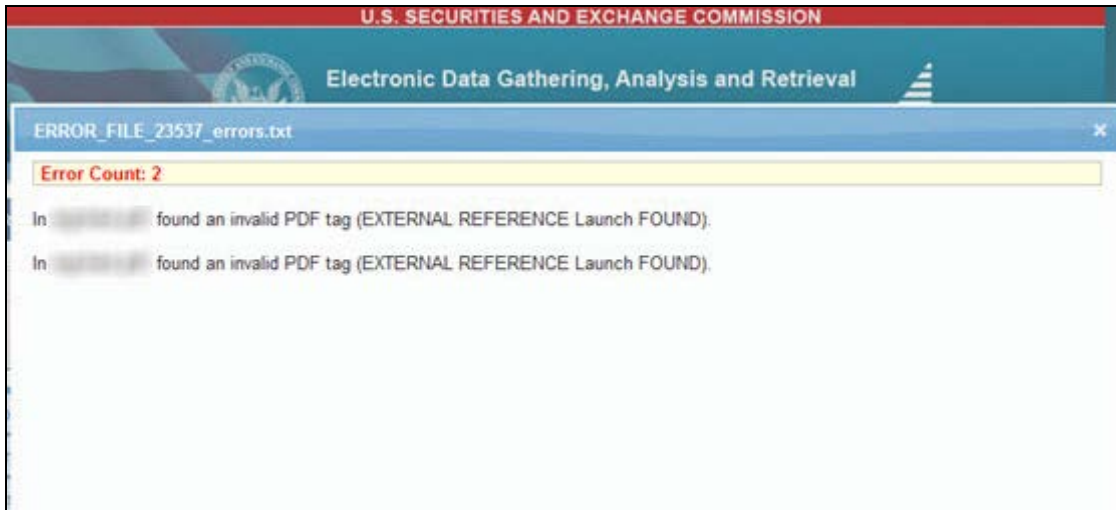 U.S. SECURITIES AND EXCHANGE COMMISSION
Electronic Data Gathering, Analysis and Retrieval
ERROR_FILE_23537_errors.txt ×
Error Count: 2
In found an invalid PDF tag (EXTERNAL REFERENCE Launch FOUND).
In found an invalid PDF tag (EXTERNAL REFERENCE Launch FOUND).